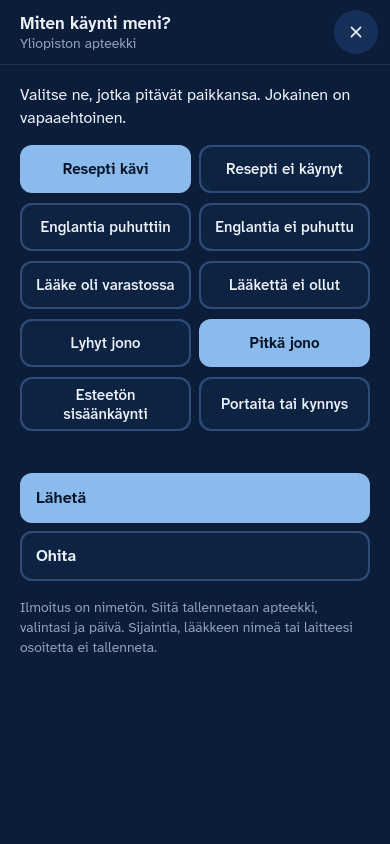 Miten käynti meni?
Yliopiston apteekki
Valitse ne, jotka pitävät paikkansa. Jokainen on
vapaaehtoinen.
Resepti kävi
Resepti ei käynyt
Englantia puhuttiin
Englantia ei puhuttu
Lääke oli varastossa
Lääkettä ei ollut
Lyhyt jono
Pitkä jono
Esteetön
sisäänkäynti
Portaita tai kynnys
Lähetä
Ohita
Ilmoitus on nimetön. Siitä tallennetaan apteekki,
valintasi ja päivä. Sijaintia, lääkkeen nimeä tai laitteesi
osoitetta ei tallenneta.